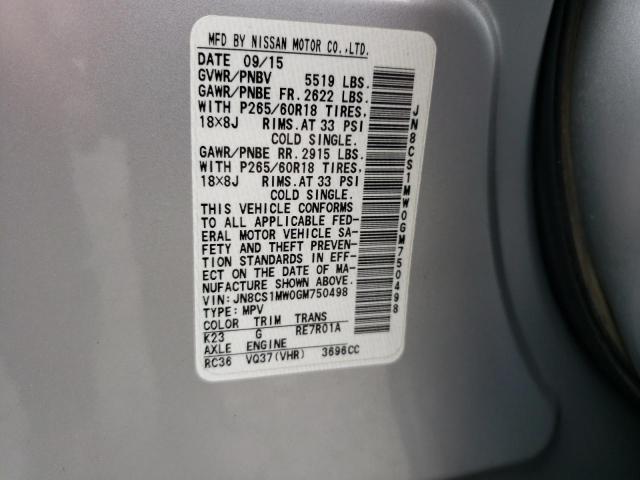 MFD BY NISSAN MOTOR CO.,LTD.
DATE 09/15
GVWR/PNBV 5519 LBS.
GAWR/PNBE FR. 2622 LBS.
WITH P265/60R18 TIRES,
18×8J RIMS. AT 33 PSI
COLD SINGLE.
GAWR/PNBE RR. 2915 LBS.
WITH P265/60R18 TIRES,
18×8J RIMS. AT 33 PSI
COLD SINGLE.
THIS VEHICLE CONFORMS
TO ALL APPLICABLE FED-
ERAL MOTOR VEHICLE SA-
FETY AND THEFT PREVEN-
TION STANDARDS IN EFF-
ECT ON THE DATE OF MA-
NUFACTURE SHOWN ABOVE.
VIN: JN8CS1MW0GM750498
TYPE: MPV
COLOR TRIM TRANS
K23 G RE7R01A
AXLE ENGINE
RC36 VQ37(VHR) 3696CC
JN8CS1MW0GM750498